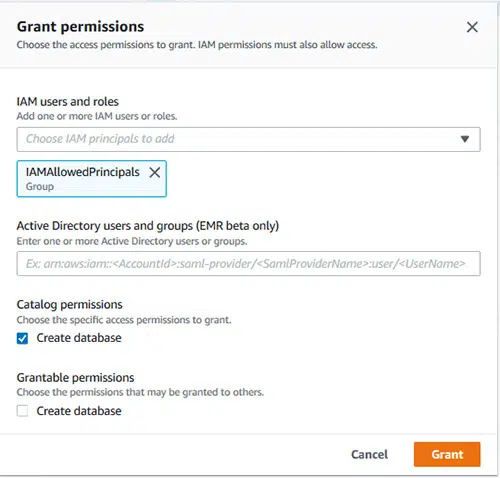 Grant permissions
Choose the access permissions to grant. IAM permissions must also allow access.
IAM users and roles
Add one or more IAM users or roles.
Choose IAM principals to add
IAMAllowedPrincipals
Group
Active Directory users and groups (EMR beta only)
Enter one or more Active Directory users or groups.
Ex: arn:aws:iam::<AccountId>:saml-provider/<SamlProviderName>:user/<UserName>
Catalog permissions
Choose the specific access permissions to grant.
Create database
Grantable permissions
Choose the permissions that may be granted to others.
Create database
Cancel
Grant